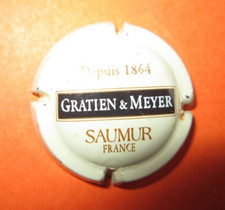 Depuis 1864
GRATIEN & MEYER
SAUMUR
FRANCE